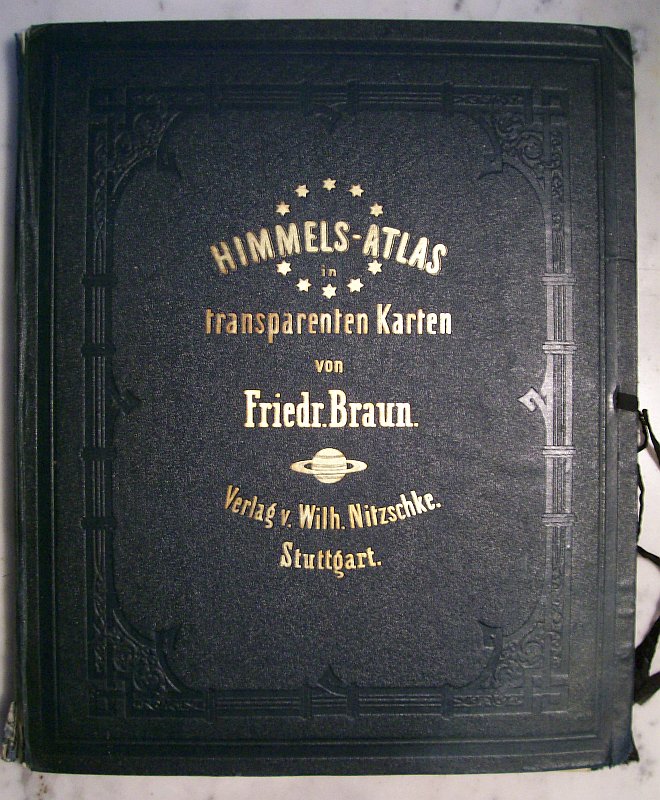 HIMMELS-ATLAS
in
transparenten Karten
von
Friedr. Braun.
Verlag v. Wilh. Nitzschke.
Stuttgart.